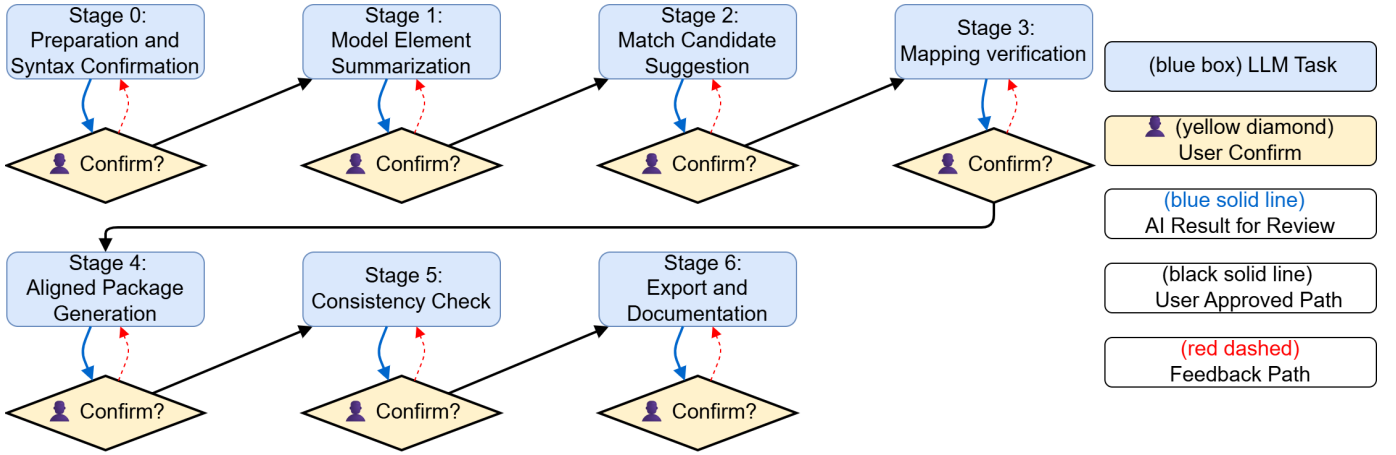 Stage 0:
Preparation and
Syntax Confirmation
Stage 1:
Model Element
Summarization
Stage 2:
Match Candidate
Suggestion
Stage 3:
Mapping verification
Confirm?
Confirm?
Confirm?
Confirm?
Stage 4:
Aligned Package
Generation
Stage 5:
Consistency Check
Stage 6:
Export and
Documentation
Confirm?
Confirm?
Confirm?
(blue box) LLM Task
(yellow diamond)
User Confirm
(blue solid line)
AI Result for Review
(black solid line)
User Approved Path
(red dashed)
Feedback Path